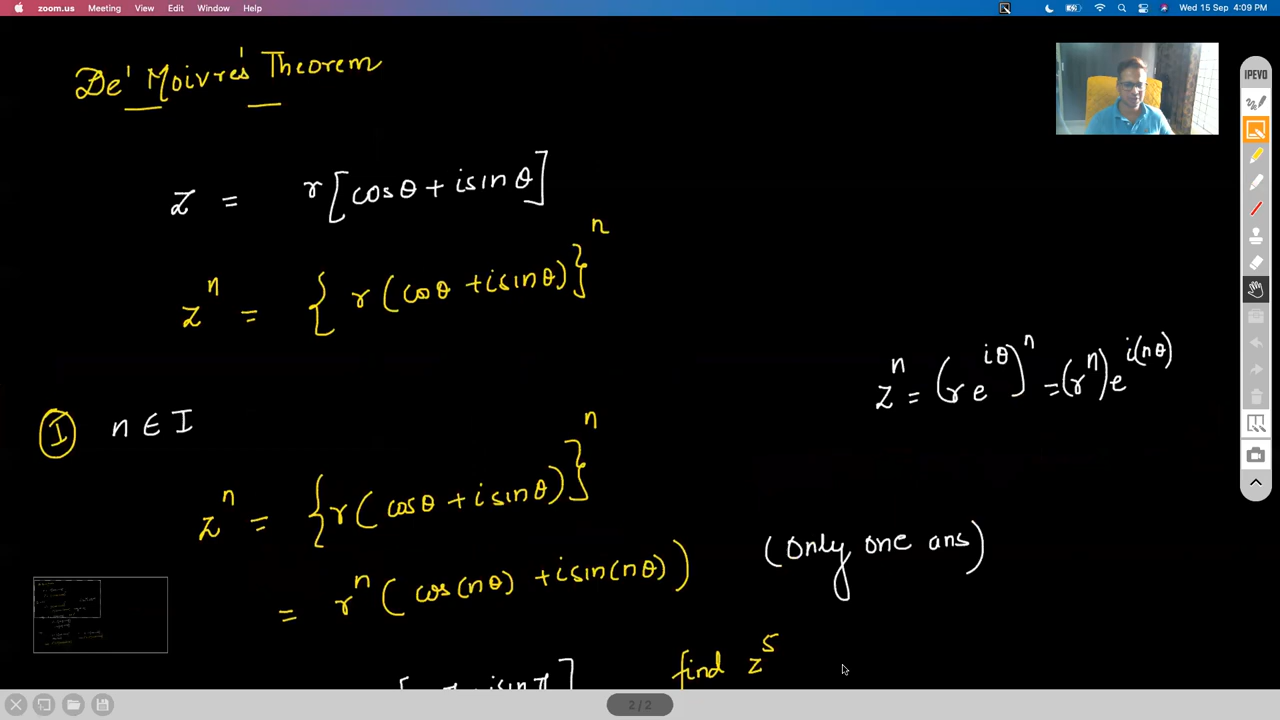 zoom.us Meeting View Edit Window Help Wed 15 Sep 4:09 PM
De' Moivre's Theorem
IPEVO
z = r[cosθ + isinθ]
z^n = { r(cosθ + isinθ)}^n
z^n = (re^{iθ})^n = (r^n)e^{i(nθ)}
I n ∈ I
z^n = {r(cosθ + isinθ)}^n
= r^n(cos(nθ) + isin(nθ)) (Only one ans)
find z^5
2 / 2